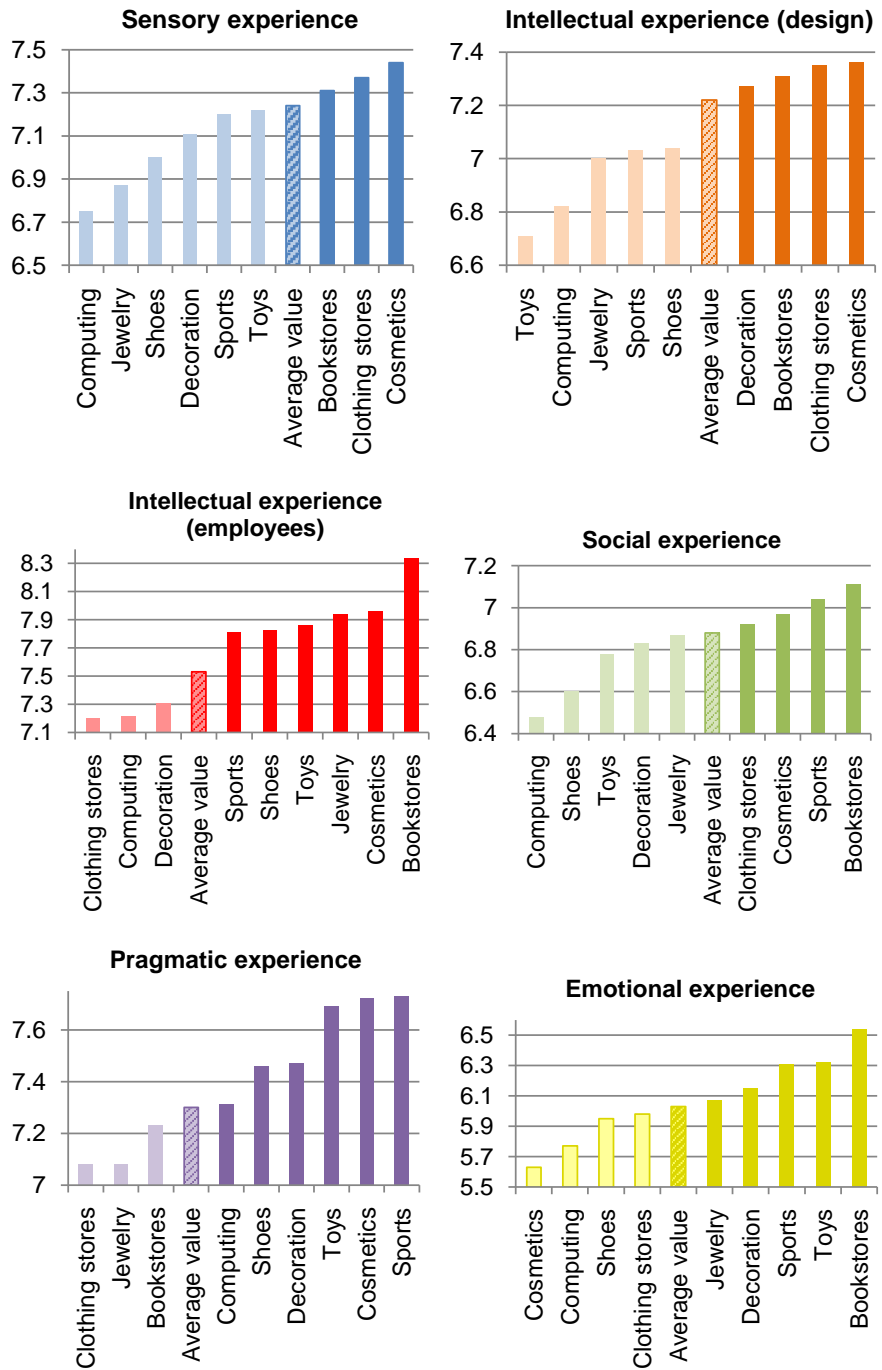 Sensory experience
7.5
7.3
7.1
6.9
6.7
6.5
Computing
Jewelry
Shoes
Decoration
Sports
Toys
Average value
Bookstores
Clothing stores
Cosmetics
Intellectual experience (design)
7.4
7.2
7
6.8
6.6
Toys
Computing
Jewelry
Sports
Shoes
Average value
Decoration
Bookstores
Clothing stores
Cosmetics
Intellectual experience
(employees)
8.3
8.1
7.9
7.7
7.5
7.3
7.1
Clothing stores
Computing
Decoration
Average value
Sports
Shoes
Toys
Jewelry
Cosmetics
Bookstores
Social experience
7.2
7
6.8
6.6
6.4
Computing
Shoes
Toys
Decoration
Jewelry
Average value
Clothing stores
Cosmetics
Sports
Bookstores
Pragmatic experience
7.6
7.4
7.2
7
Clothing stores
Jewelry
Bookstores
Average value
Computing
Shoes
Decoration
Toys
Cosmetics
Sports
Emotional experience
6.5
6.3
6.1
5.9
5.7
5.5
Cosmetics
Computing
Shoes
Clothing stores
Average value
Jewelry
Decoration
Sports
Toys
Bookstores